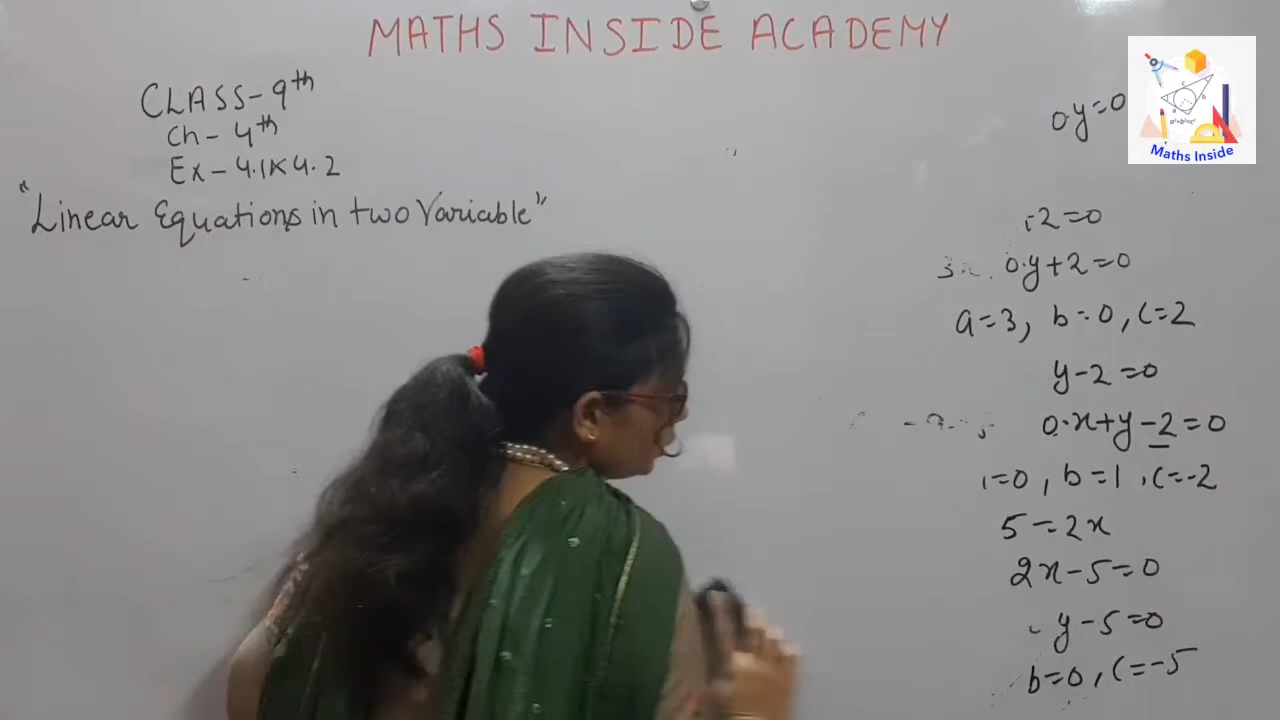 MATHS INSIDE ACADEMY
CLASS-9th
Ch-4th
Ex-4.1&4.2
"Linear Equations in two Variable"
0.y=0
Maths Inside
-2=0
0.y+2=0
a=3, b=0, c=2
y-2=0
0.x+y-2=0
=0, b=1, c=-2
5=2x
2x-5=0
y-5=0
b=0, c=-5